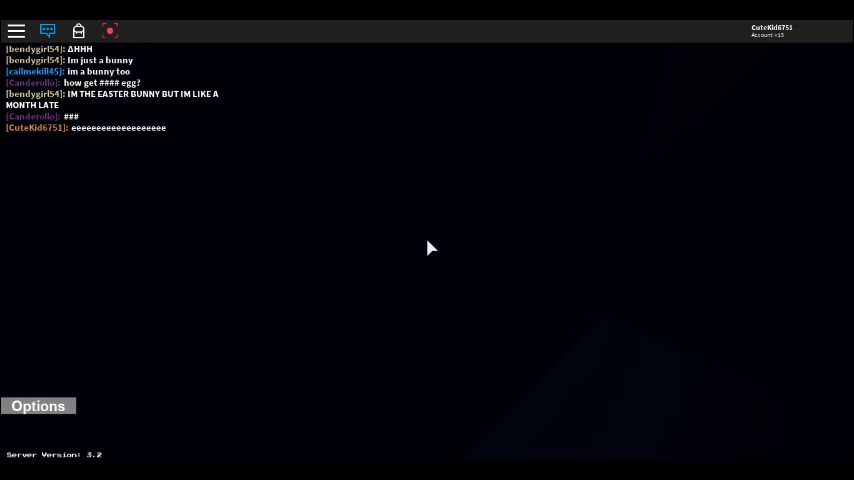 CuteKid6751
Account: <13
[bendygirl54]: ΔHHH
[bendygirl54]: Im just a bunny
[callmekill45]: im a bunny too
[Canderollo]: how get #### egg?
[bendygirl54]: IM THE EASTER BUNNY BUT IM LIKE A
MONTH LATE
[Canderollo]: ###
[CuteKid6751]: eeeeeeeeeeeeeeeeeee
Options
Server Version: 3.2